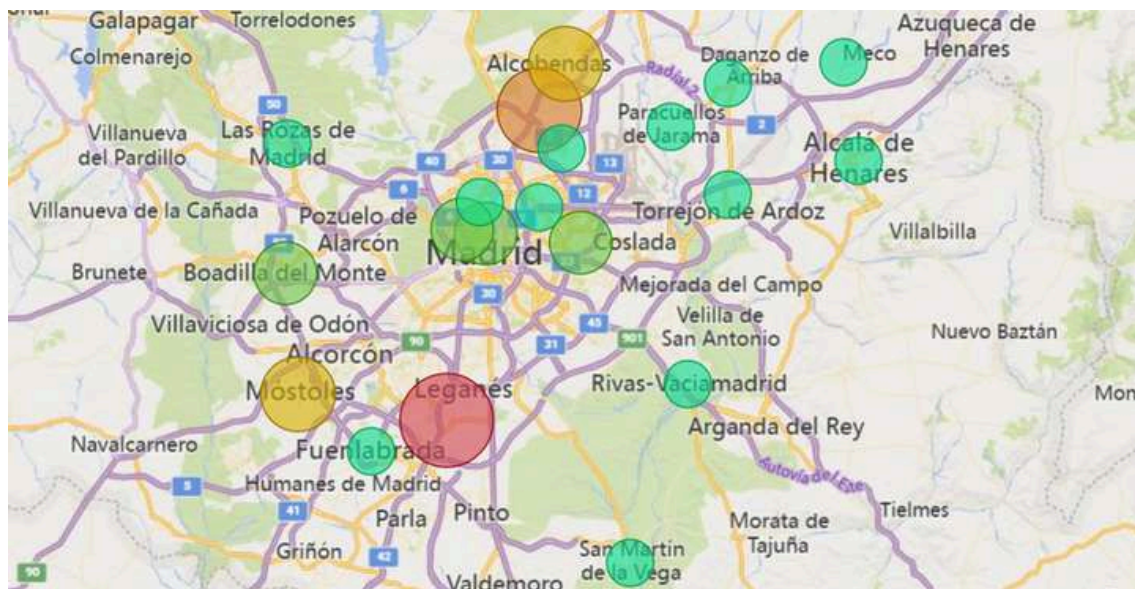 Galapagar
Torrelodones
Azuqueca de
Henares
Colmenarejo
Alcobendas
Daganzo de
Arriba
Meco
Radial 2
50
Villanueva
del Pardillo
Las Rozas de
Madrid
Paracuellos
de Jarama
2
Alcalá de
Henares
40
30
13
6
12
Villanueva de la Cañada
Pozuelo de
Alarcón
Torrejón de Ardoz
Villalbilla
Madrid
Coslada
Brunete
Boadilla del Monte
Mejorada del Campo
30
Velilla de
San Antonio
Villaviciosa de Odón
45
Nuevo Baztán
90
31
901
Alcorcón
Móstoles
Leganés
Rivas-Vaciamadrid
Mon
Navalcarnero
Fuenlabrada
Arganda del Rey
Autovía del Este
Humanes de Madrid
5
41
Parla
Pinto
Tielmes
Morata de
Tajuña
Griñón
42
San Martín
de la Vega
90
Valdemoro